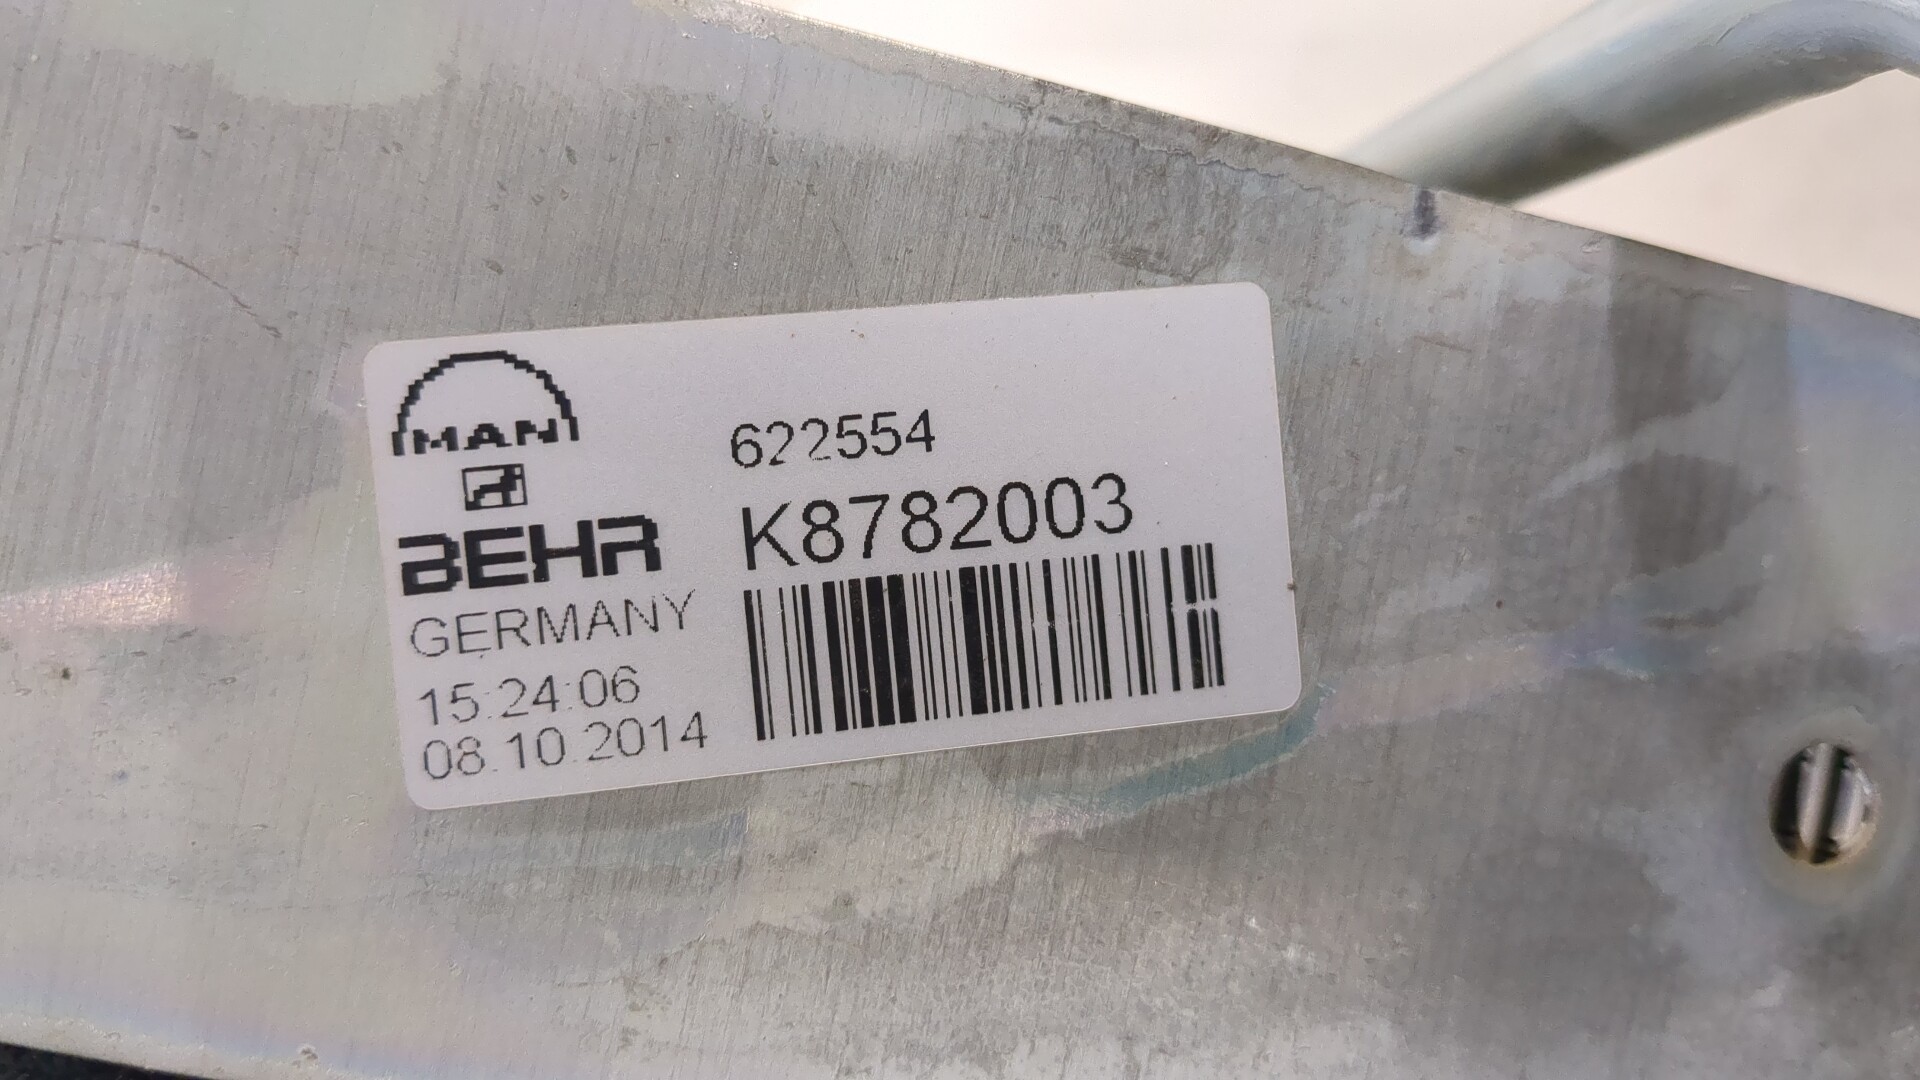 MAN
BEHR
GERMANY
15:24:06
08.10.2014
622554
K8782003